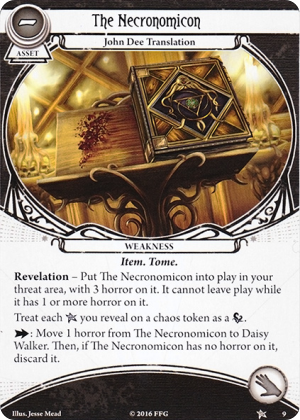 The Necronomicon
John Dee Translation
ASSET
WEAKNESS
Item. Tome.
Revelation – Put The Necronomicon into play in your
threat area, with 3 horror on it. It cannot leave play while
it has 1 or more horror on it.
Treat each you reveal on a chaos token as a .
: Move 1 horror from The Necronomicon to Daisy
Walker. Then, if The Necronomicon has no horror on it,
discard it.
Illus. Jesse Mead
© 2016 FFG
9